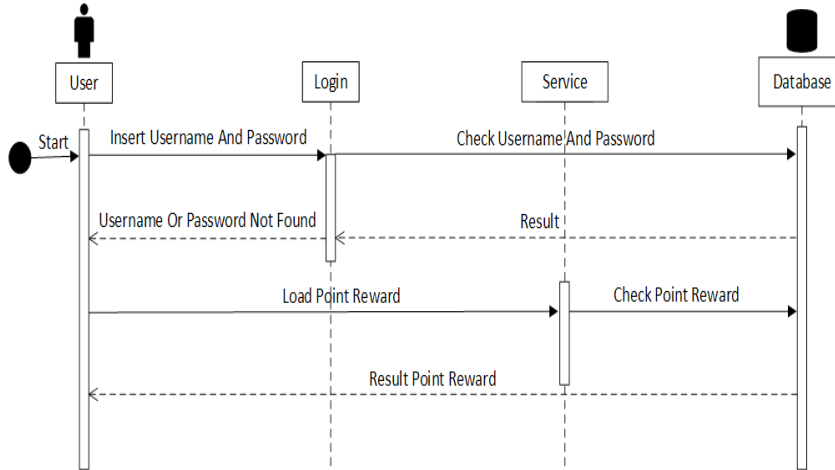 User
Login
Service
Database
Start
Insert Username And Password
Check Username And Password
Username Or Password Not Found
Result
Load Point Reward
Check Point Reward
Result Point Reward